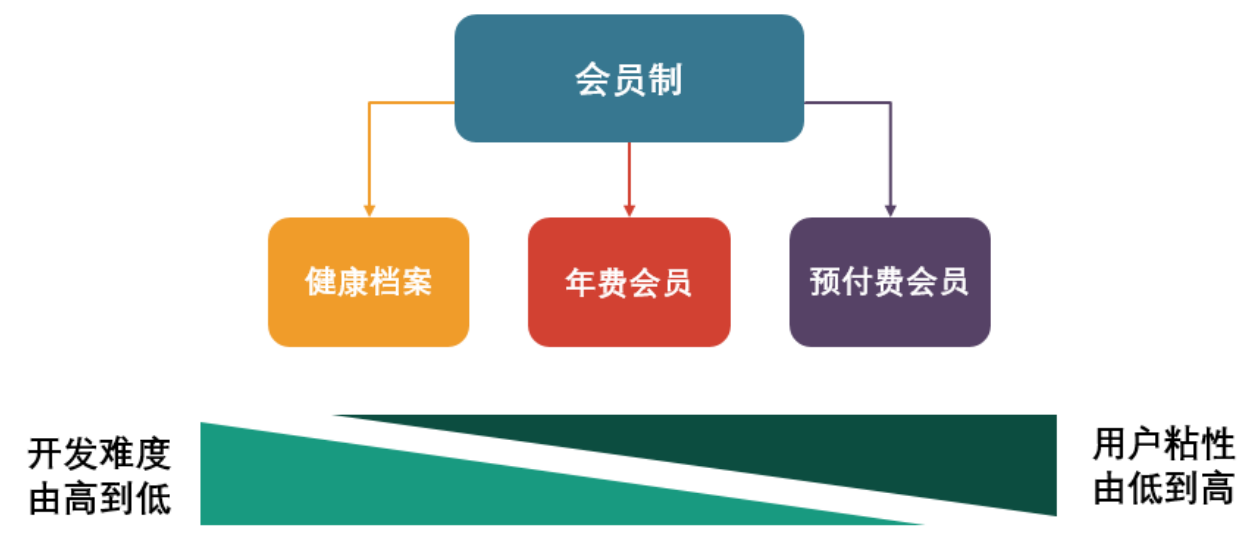 会员制
健康档案
年费会员
预付费会员
开发难度
由高到低
用户粘性
由低到高